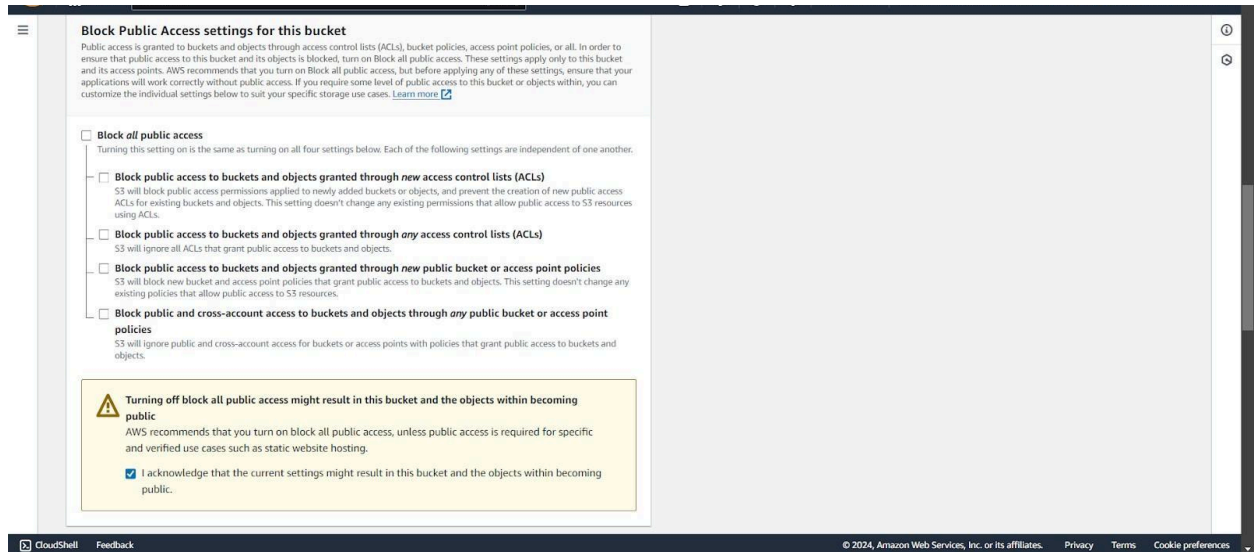 Block Public Access settings for this bucket
Public access is granted to buckets and objects through access control lists (ACLs), bucket policies, access point policies, or all. In order to
ensure that public access to this bucket and its objects is blocked, turn on Block all public access. These settings apply only to this bucket
and its access points. AWS recommends that you turn on Block all public access, but before applying any of these settings, ensure that your
applications will work correctly without public access. If you require some level of public access to this bucket or objects within, you can
customize the individual settings below to suit your specific storage use cases. Learn more
Block all public access
Turning this setting on is the same as turning on all four settings below. Each of the following settings are independent of one another.
Block public access to buckets and objects granted through new access control lists (ACLs)
S3 will block public access permissions applied to newly added buckets or objects, and prevent the creation of new public access
ACLs for existing buckets and objects. This setting doesn't change any existing permissions that allow public access to S3 resources
using ACLs.
Block public access to buckets and objects granted through any access control lists (ACLs)
S3 will ignore all ACLs that grant public access to buckets and objects.
Block public access to buckets and objects granted through new public bucket or access point policies
S3 will block new bucket and access point policies that grant public access to buckets and objects. This setting doesn't change any
existing policies that allow public access to S3 resources.
Block public and cross-account access to buckets and objects through any public bucket or access point
policies
S3 will ignore public and cross-account access for buckets or access points with policies that grant public access to buckets and
objects.
Turning off block all public access might result in this bucket and the objects within becoming
public
AWS recommends that you turn on block all public access, unless public access is required for specific
and verified use cases such as static website hosting.
I acknowledge that the current settings might result in this bucket and the objects within becoming
public.
CloudShell Feedback © 2024, Amazon Web Services, Inc. or its affiliates. Privacy Terms Cookie preferences